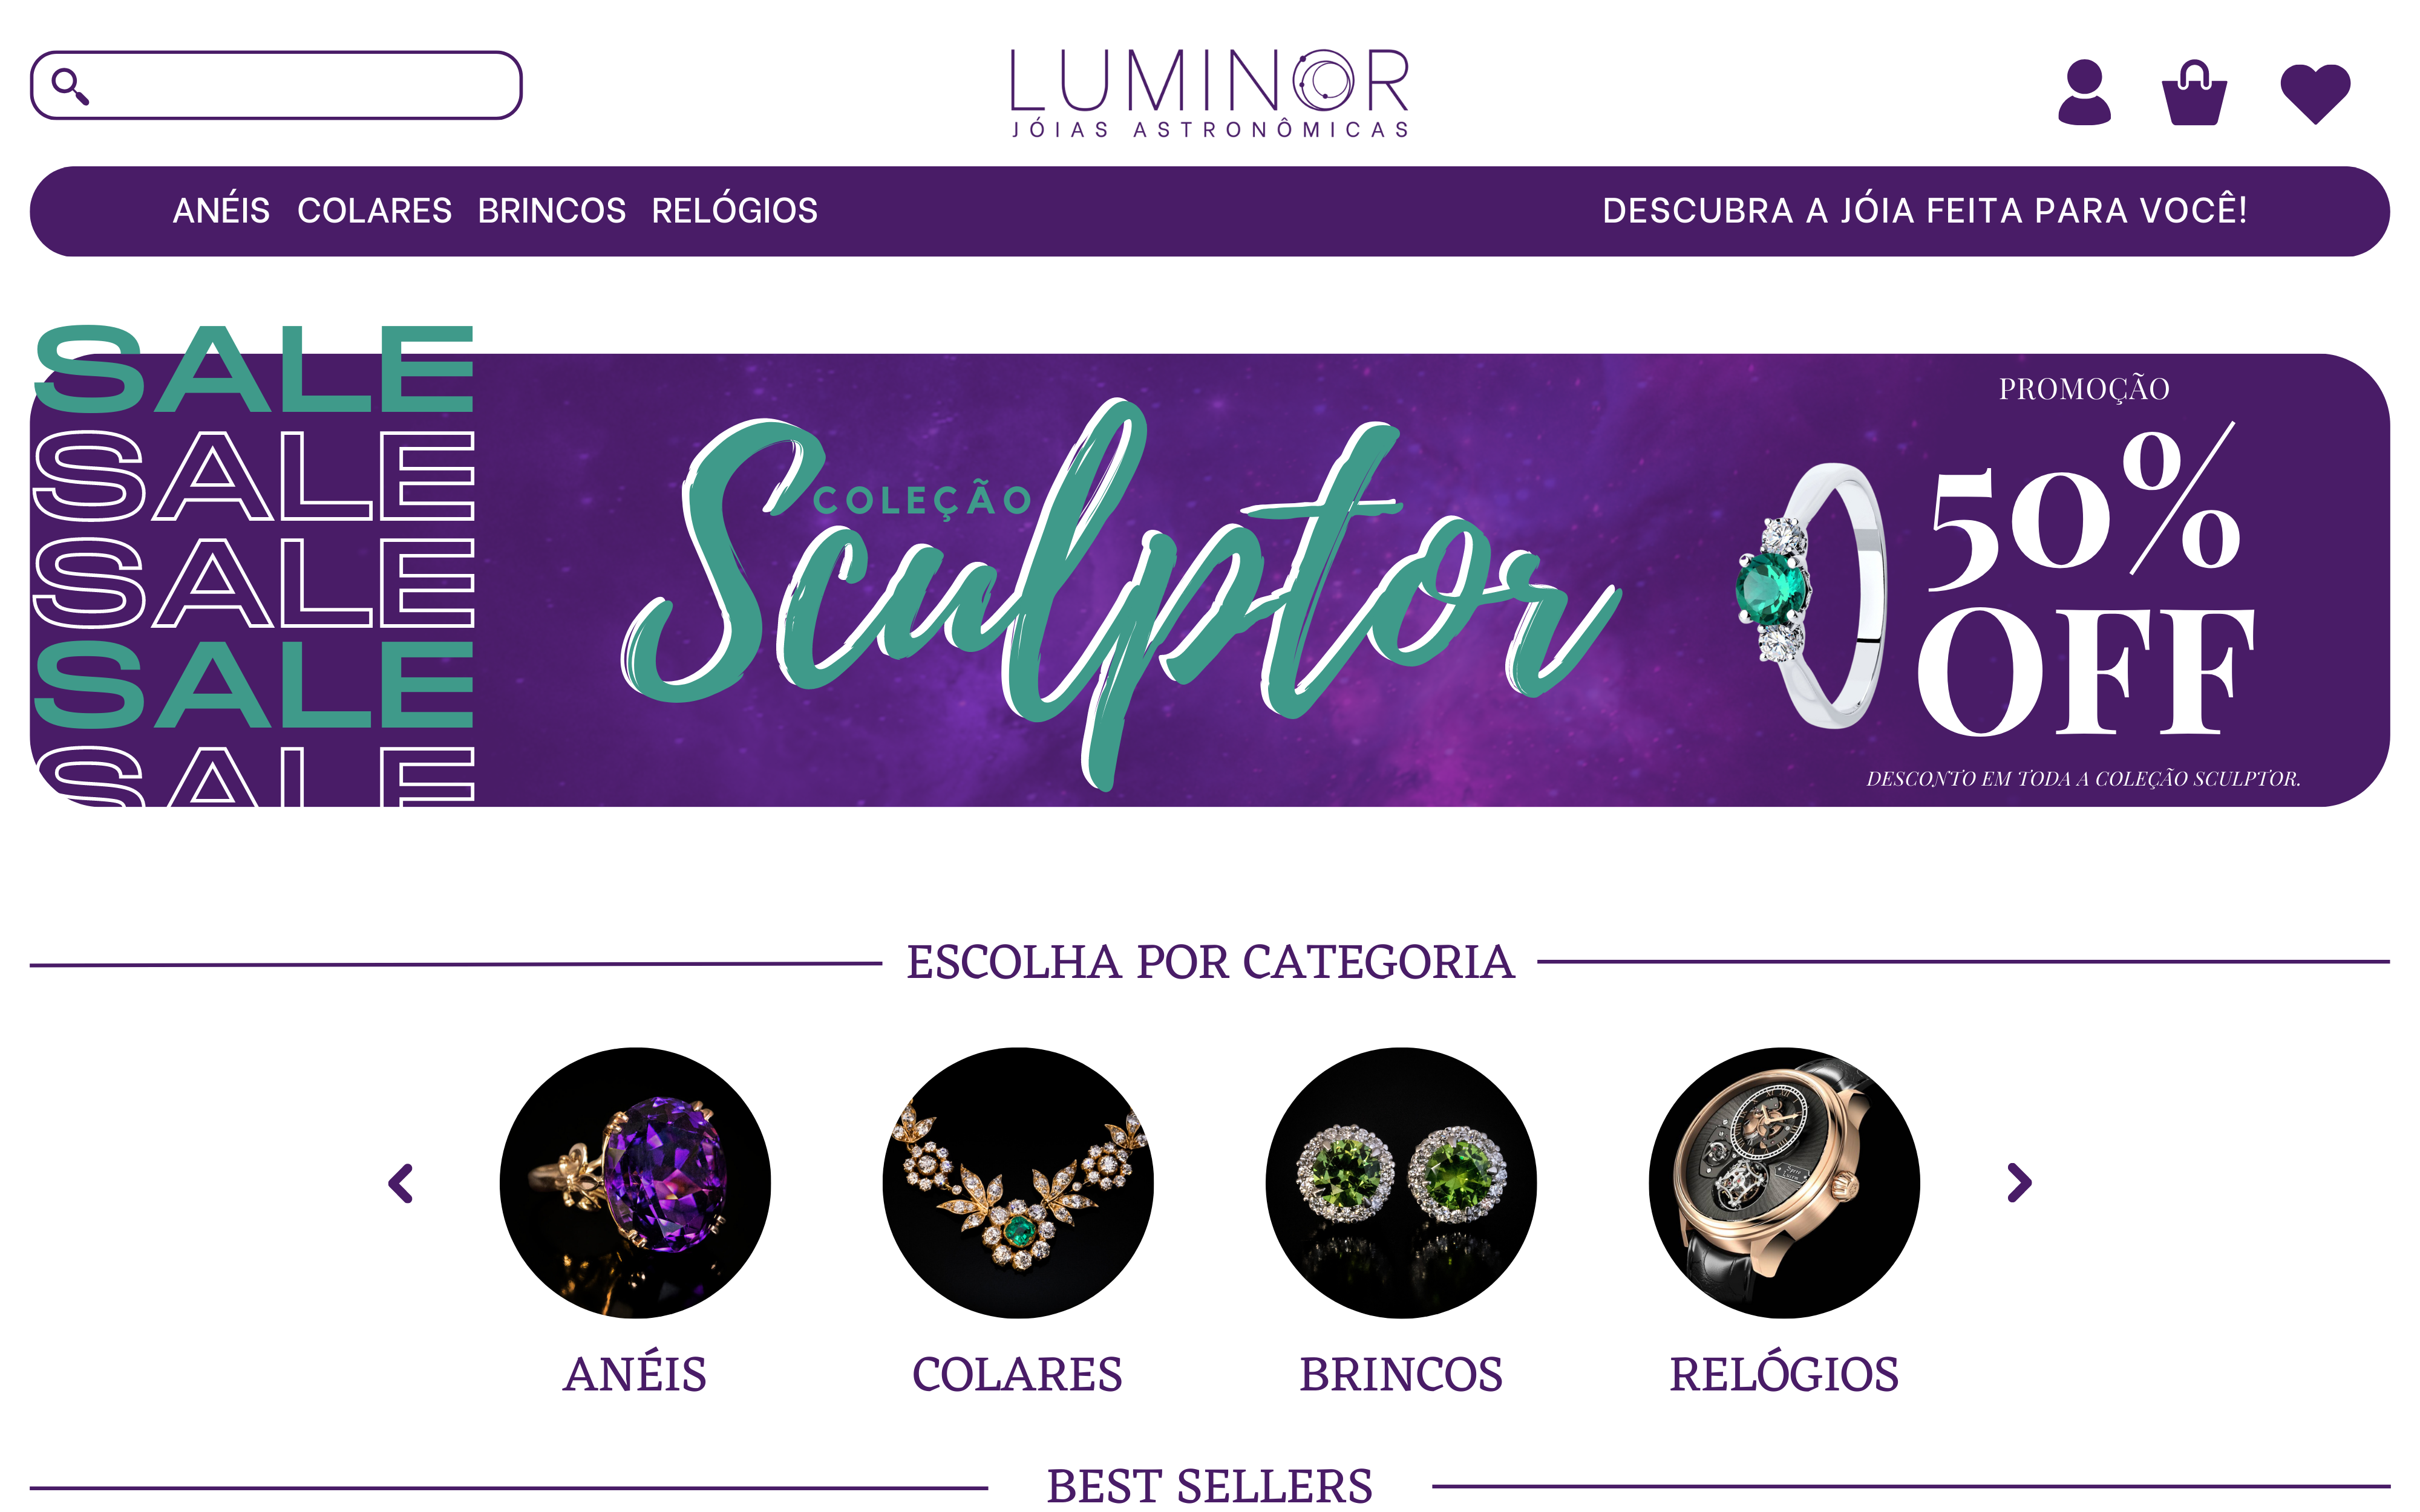 LUMINOR
JÓIAS ASTRONÔMICAS
ANÉIS COLARES BRINCOS RELÓGIOS
DESCUBRA A JÓIA FEITA PARA VOCÊ!
SALE
SALE
SALE
SALE
SALE
COLEÇÃO
Sculptor
PROMOÇÃO
50%
OFF
DESCONTO EM TODA A COLEÇÃO SCULPTOR.
ESCOLHA POR CATEGORIA
ANÉIS
COLARES
BRINCOS
RELÓGIOS
BEST SELLERS